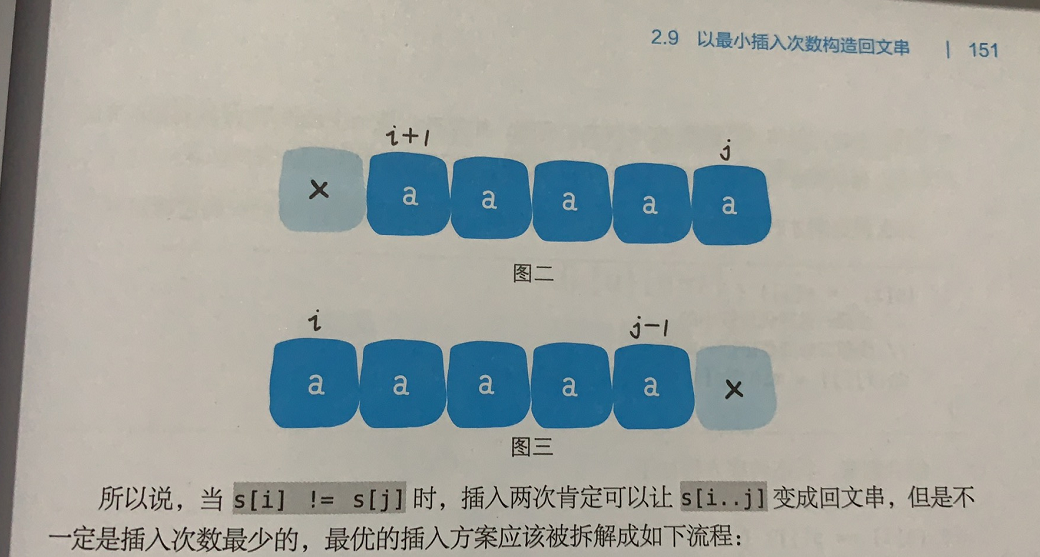 2.9 以最小插入次数构造回文串 | 151
i+1 j
x a a a a a
图二
i j-1
a a a a a x
图三
所以说，当 s[i] != s[j] 时，插入两次肯定可以让 s[i..j] 变成回文串，但是不
一定是插入次数最少的，最优的插入方案应该被拆解成如下流程：